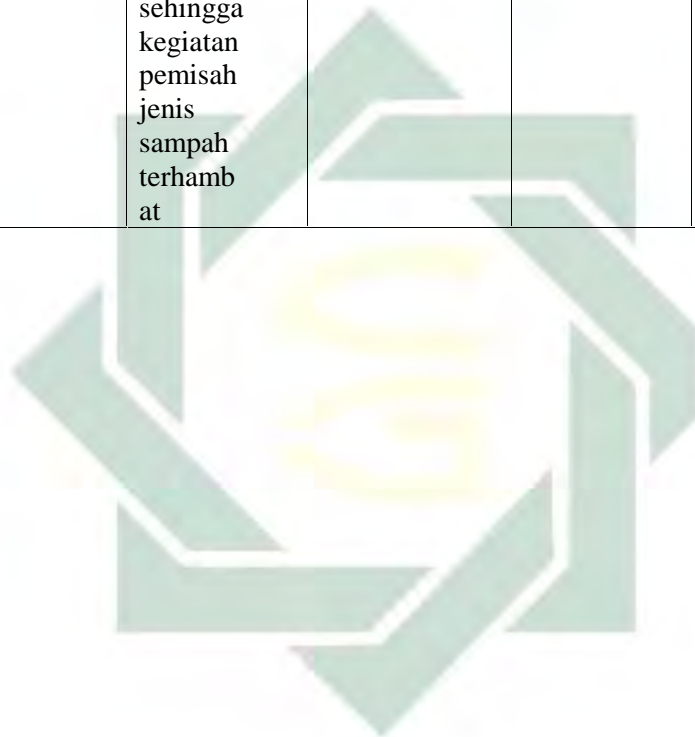 sehingga
kegiatan
pemisah
jenis
sampah
terhamb
at